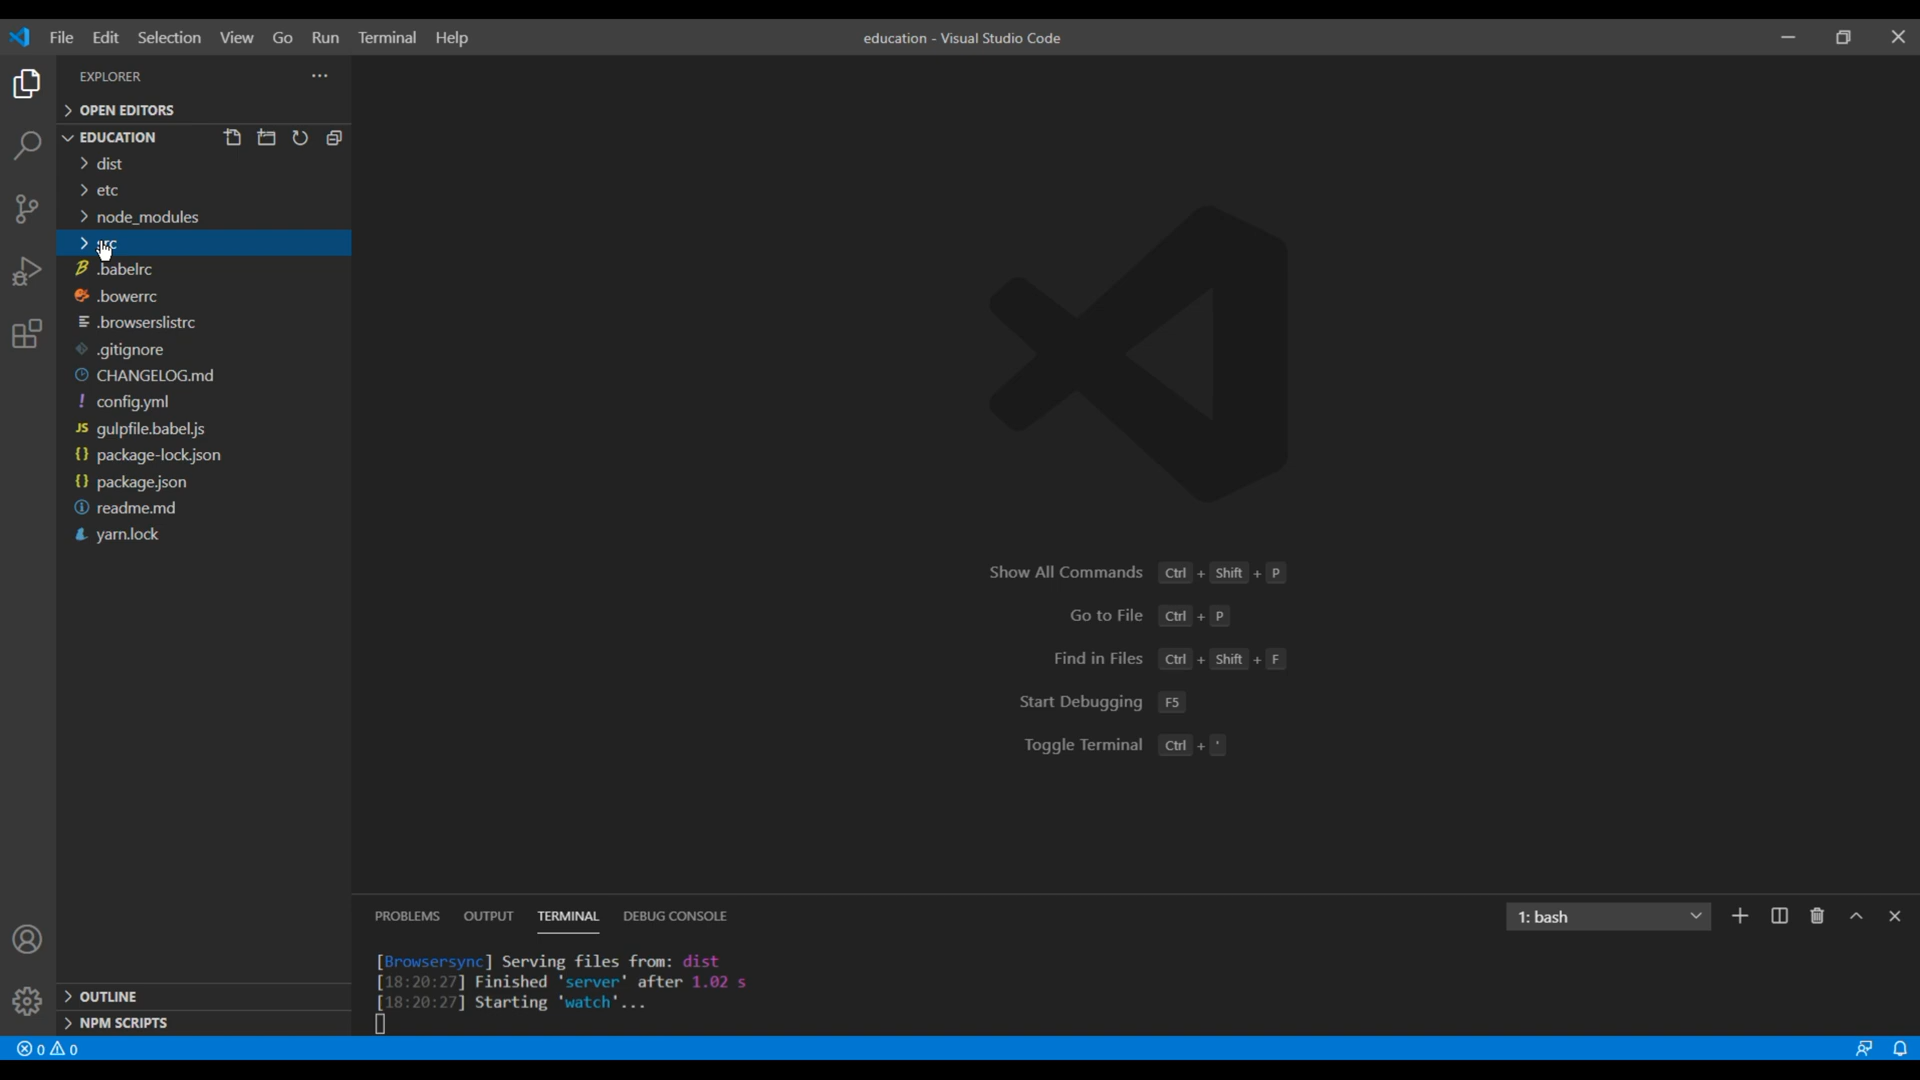 File Edit Selection View Go Run Terminal Help
education - Visual Studio Code
EXPLORER
OPEN EDITORS
EDUCATION
dist
etc
node_modules
src
.babelrc
.bowerrc
.browserslistrc
.gitignore
CHANGELOG.md
config.yml
JS gulpfile.babel.js
{} package-lock.json
{} package.json
readme.md
yarn.lock
OUTLINE
NPM SCRIPTS
Show All Commands Ctrl + Shift + P
Go to File Ctrl + P
Find in Files Ctrl + Shift + F
Start Debugging F5
Toggle Terminal Ctrl + '
PROBLEMS OUTPUT TERMINAL DEBUG CONSOLE
1: bash
[Browsersync] Serving files from: dist
[18:20:27] Finished 'server' after 1.02 s
[18:20:27] Starting 'watch'...
0 0